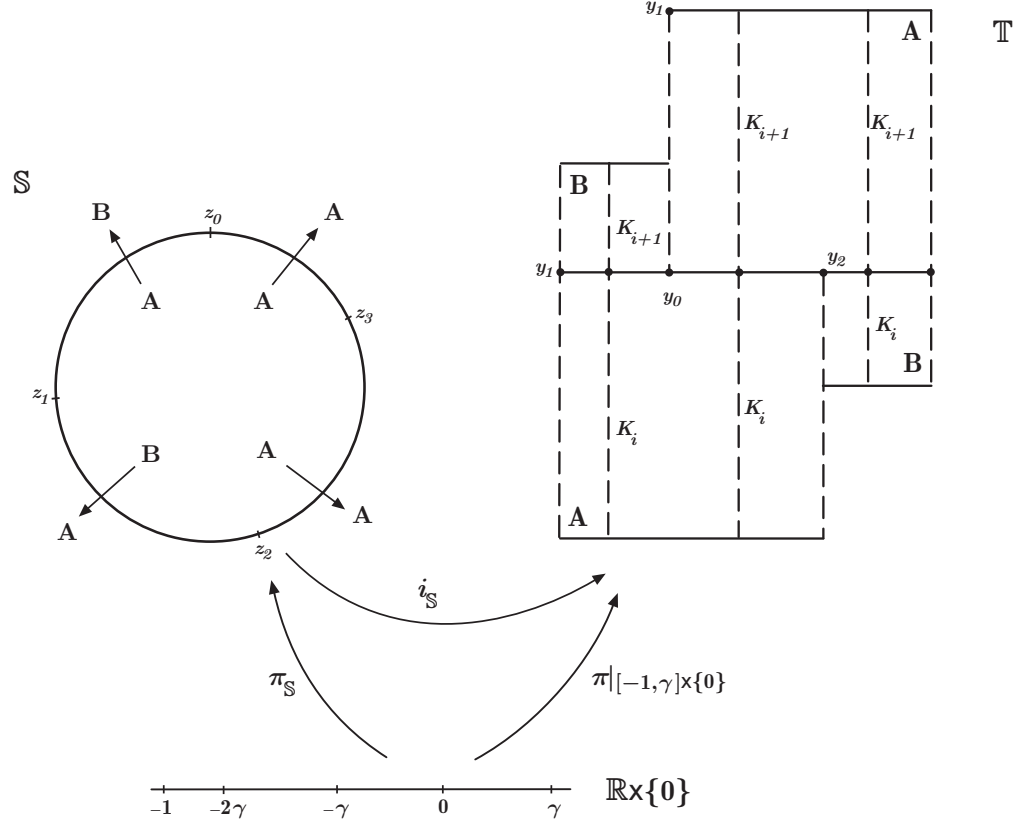 y₁
A
𝕋
K_{i+1}
K_{i+1}
𝕊
B
B
z₀
A
K_{i+1}
y₁
y₀
y₂
A
A
z₃
K_i
B
z₁
K_i
K_i
B
A
A
A
A
A
z₂
i_𝕊
π_𝕊
π|_{[-1,γ]x{0}}
ℝx{0}
-1 -2γ -γ 0 γ